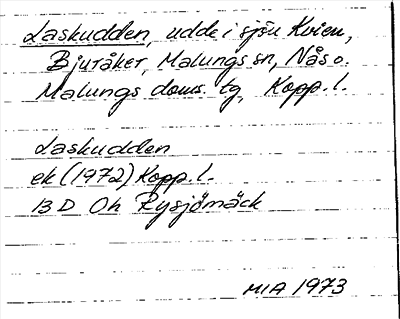 Laskudden, udde i sjön Kvien,
Bjuråker, Malungs sn, Nås o.
Malungs doms. tg, Kopp. l.
Laskudden
ek (1972) Kopp. l.
13 D Oh Rysjömäck
MIA 1973